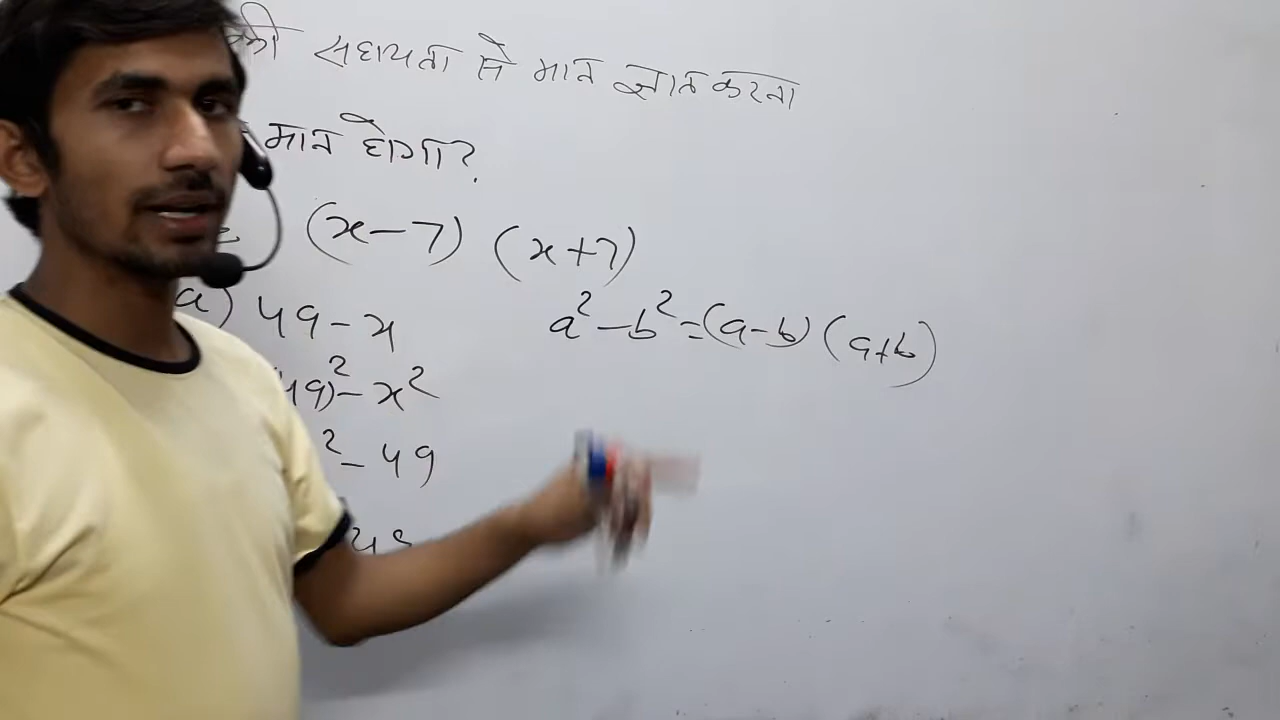 की सहायता से मान ज्ञात करना
मान होगा?
(x-7) (x+7)
a) 49-x
a²-b²=(a-b)(a+b)
49)²-x²
²-49